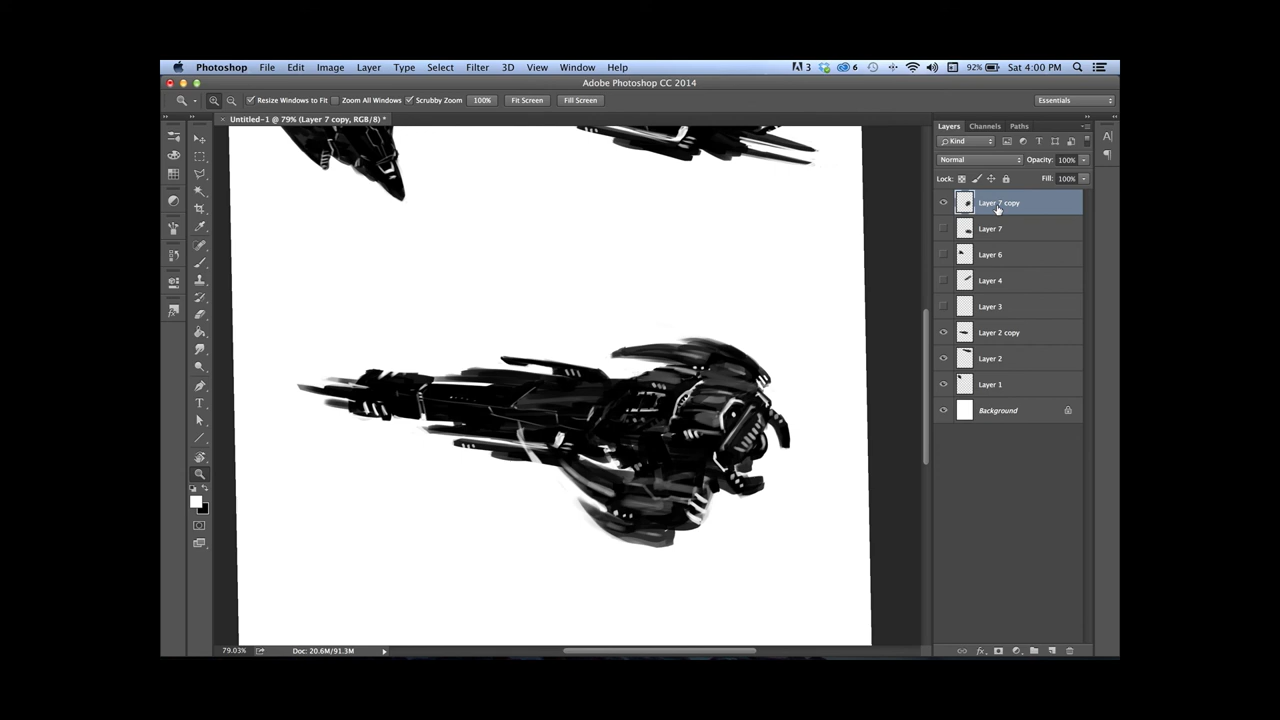 Photoshop File Edit Image Layer Type Select Filter 3D View Window Help 3 6 92% Sat 4:00 PM
Adobe Photoshop CC 2014
Resize Windows to Fit Zoom All Windows Scrubby Zoom 100% Fit Screen Fill Screen Essentials
× Untitled-1 @ 79% (Layer 7 copy, RGB/8) *
Layers Channels Paths
Kind
Normal Opacity: 100%
Lock: Fill: 100%
Layer 7 copy
Layer 7
Layer 6
Layer 4
Layer 3
Layer 2 copy
Layer 2
Layer 1
Background
79.03% Doc: 20.6M/91.3M